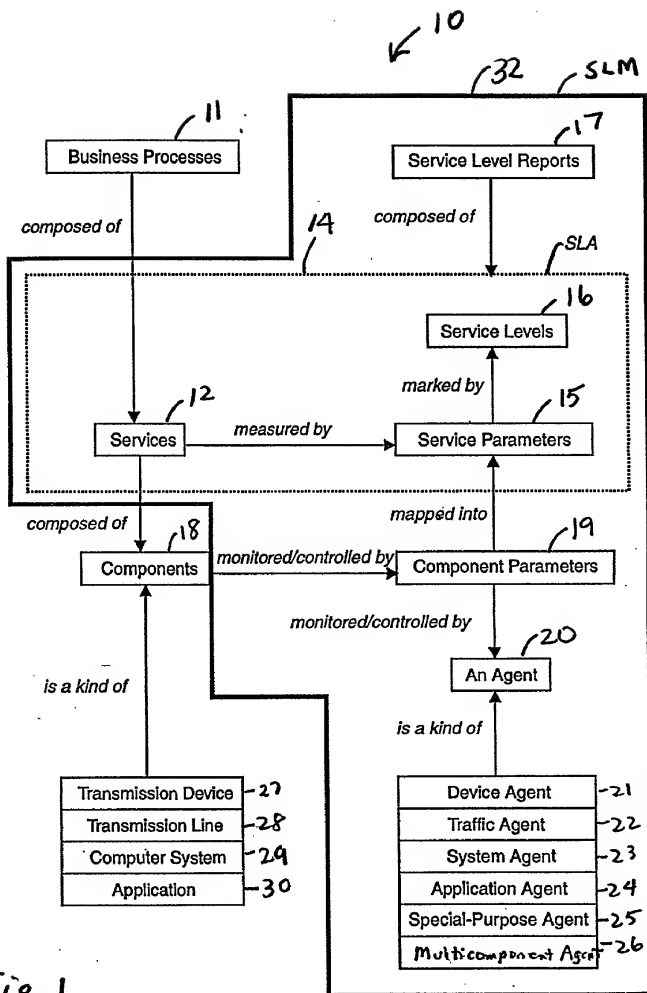 10
32 SLM
11 17
Business Processes Service Level Reports
composed of composed of
14 SLA
16
Service Levels
marked by
12 15
Services measured by Service Parameters
composed of mapped into
18 19
Components monitored/controlled by Component Parameters
monitored/controlled by
20
An Agent
is a kind of is a kind of
Transmission Device 27 Device Agent 21
Transmission Line 28 Traffic Agent 22
Computer System 29 System Agent 23
Application 30 Application Agent 24
Special-Purpose Agent 25
Multicomponent Agent 26
Fig. 1